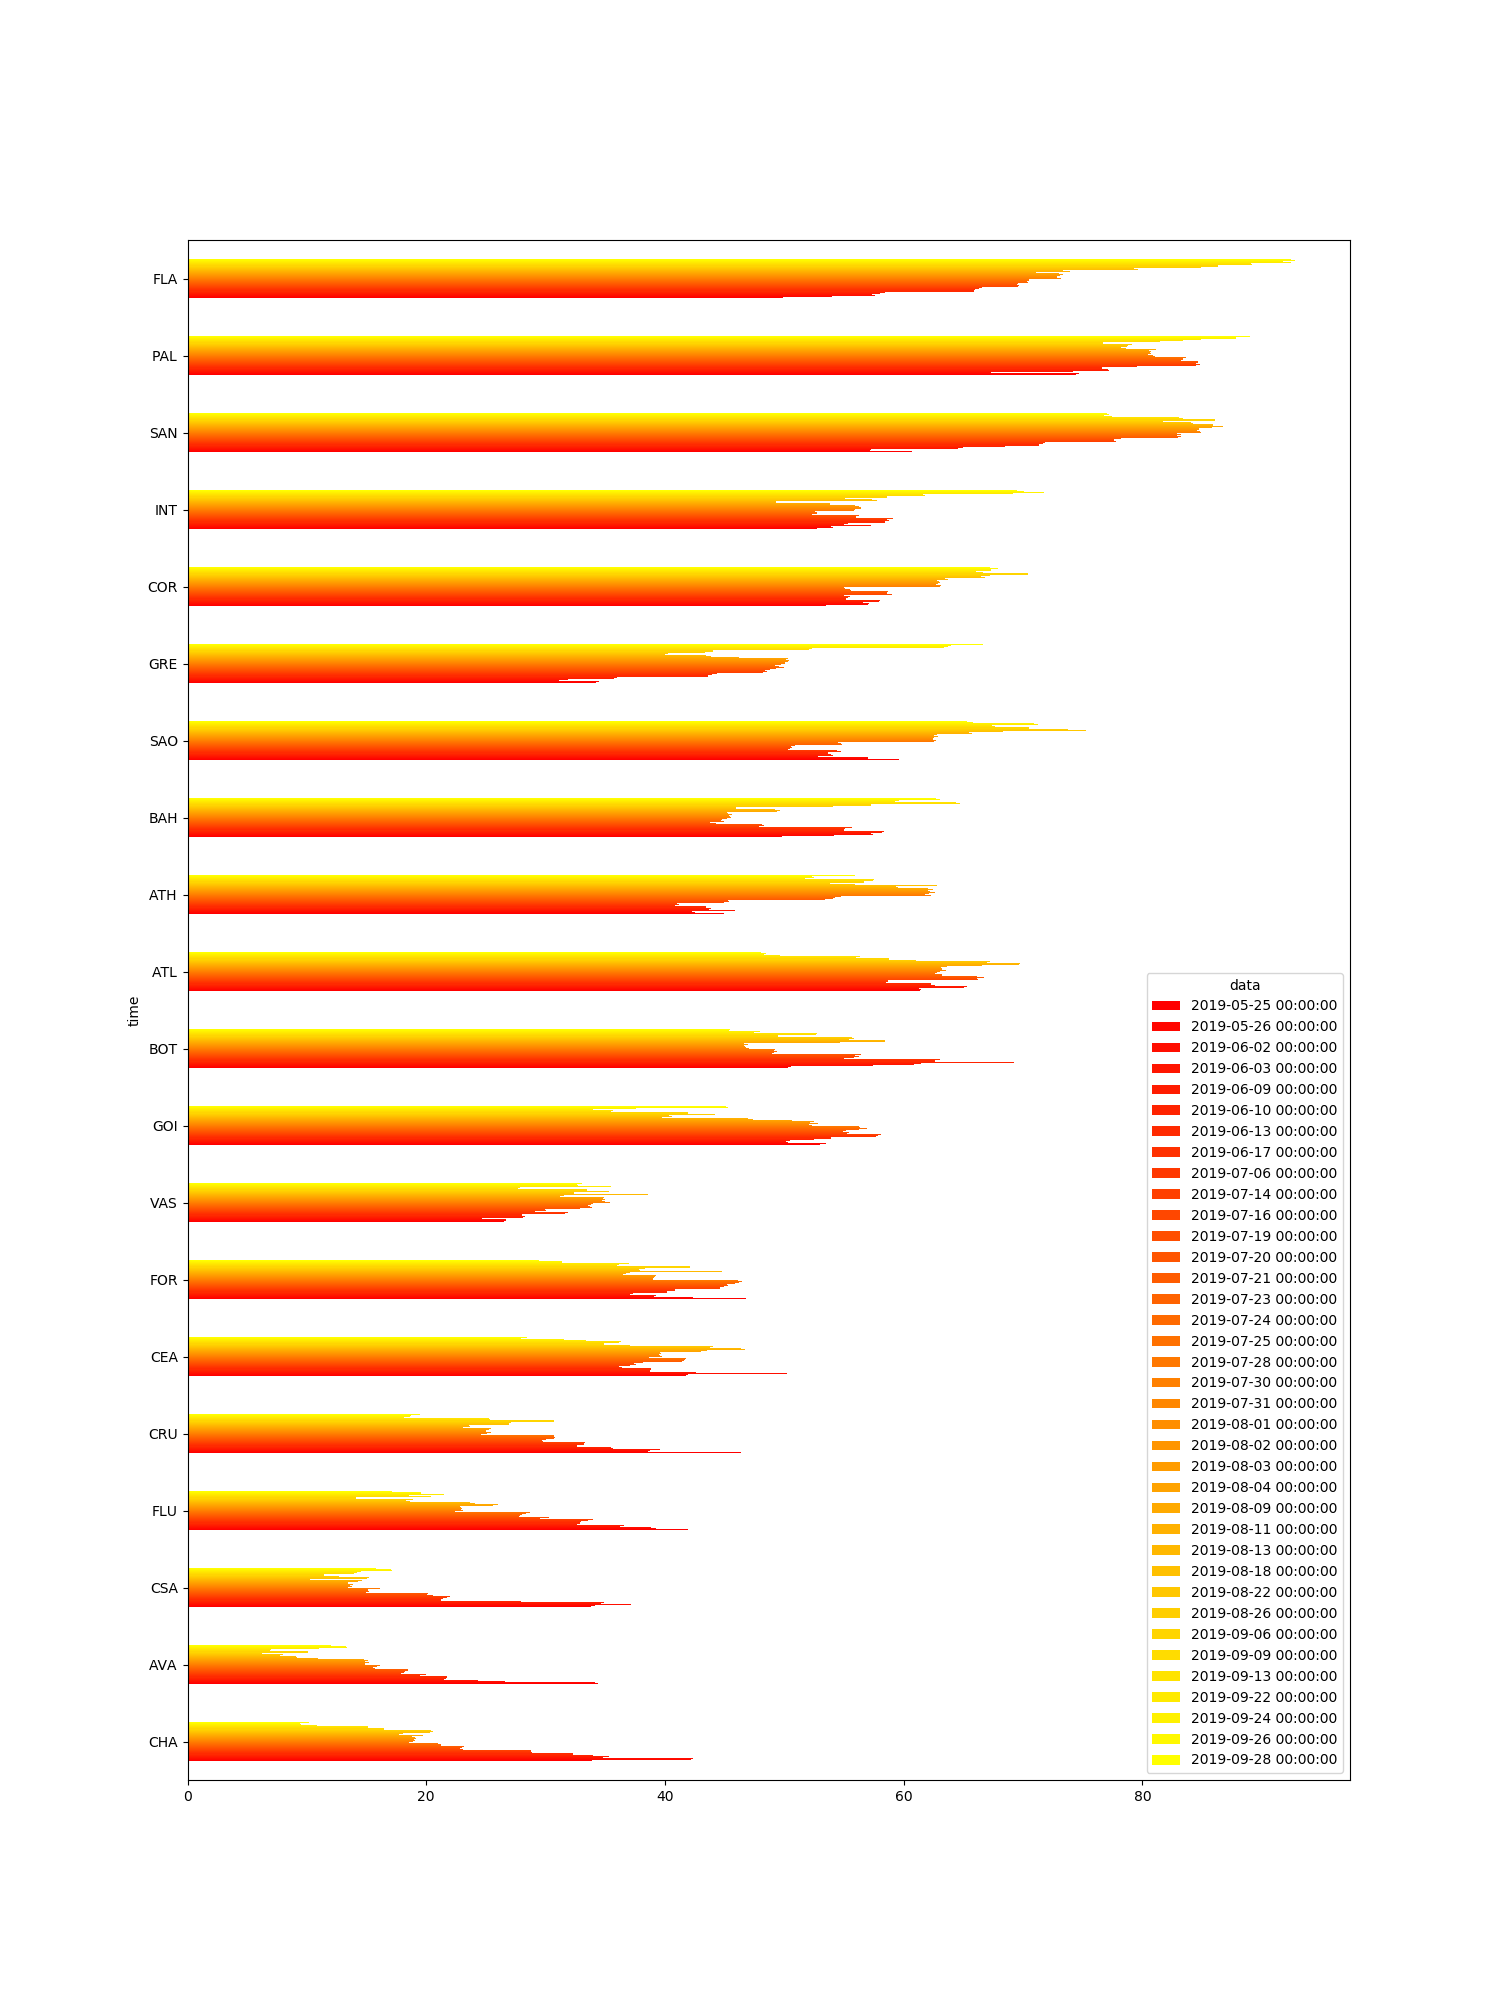 FLA
PAL
SAN
INT
COR
GRE
SAO
BAH
ATH
ATL
BOT
GOI
VAS
FOR
CEA
CRU
FLU
CSA
AVA
CHA
time
0 20 40 60 80
data
2019-05-25 00:00:00
2019-05-26 00:00:00
2019-06-02 00:00:00
2019-06-03 00:00:00
2019-06-09 00:00:00
2019-06-10 00:00:00
2019-06-13 00:00:00
2019-06-17 00:00:00
2019-07-06 00:00:00
2019-07-14 00:00:00
2019-07-16 00:00:00
2019-07-19 00:00:00
2019-07-20 00:00:00
2019-07-21 00:00:00
2019-07-23 00:00:00
2019-07-24 00:00:00
2019-07-25 00:00:00
2019-07-28 00:00:00
2019-07-30 00:00:00
2019-07-31 00:00:00
2019-08-01 00:00:00
2019-08-02 00:00:00
2019-08-03 00:00:00
2019-08-04 00:00:00
2019-08-09 00:00:00
2019-08-11 00:00:00
2019-08-13 00:00:00
2019-08-18 00:00:00
2019-08-22 00:00:00
2019-08-26 00:00:00
2019-09-06 00:00:00
2019-09-09 00:00:00
2019-09-13 00:00:00
2019-09-22 00:00:00
2019-09-24 00:00:00
2019-09-26 00:00:00
2019-09-28 00:00:00